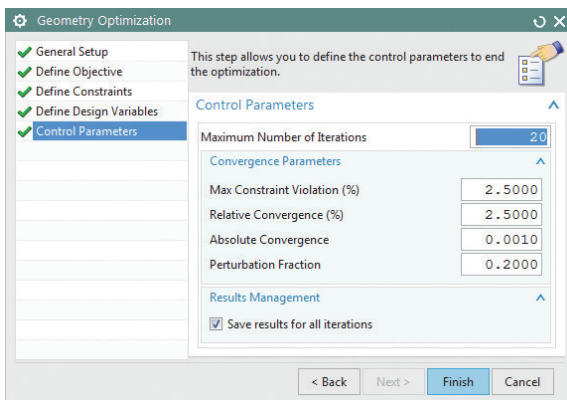 Geometry Optimization
General Setup
Define Objective
Define Constraints
Define Design Variables
Control Parameters
This step allows you to define the control parameters to end
the optimization.
Control Parameters
Maximum Number of Iterations 20
Convergence Parameters
Max Constraint Violation (%) 2.5000
Relative Convergence (%) 2.5000
Absolute Convergence 0.0010
Perturbation Fraction 0.2000
Results Management
Save results for all iterations
< Back Next > Finish Cancel